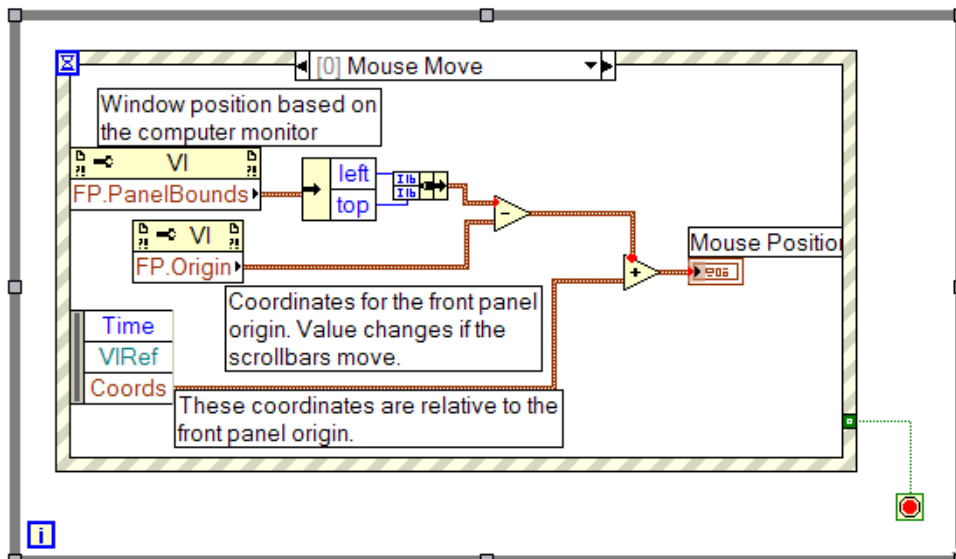 [0] Mouse Move
Window position based on
the computer monitor
VI
FP.PanelBounds
left
top
VI
FP.Origin
Mouse Position
Coordinates for the front panel
origin. Value changes if the
scrollbars move.
Time
VIRef
Coords
These coordinates are relative to the
front panel origin.
i